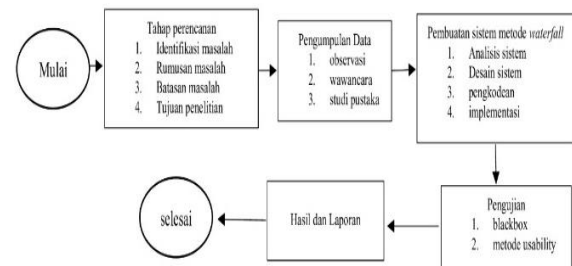 Mulai
Tahap perencanan
1. Identifikasi masalah
2. Rumusan masalah
3. Batasan masalah
4. Tujuan penelitian
Pengumpulan Data
1. observasi
2. wawancara
3. studi pustaka
Pembuatan sistem metode waterfall
1. Analisis sistem
2. Desain sistem
3. pengkodean
4. implementasi
Pengujian
1. blackbox
2. metode usability
Hasil dan Laporan
selesai